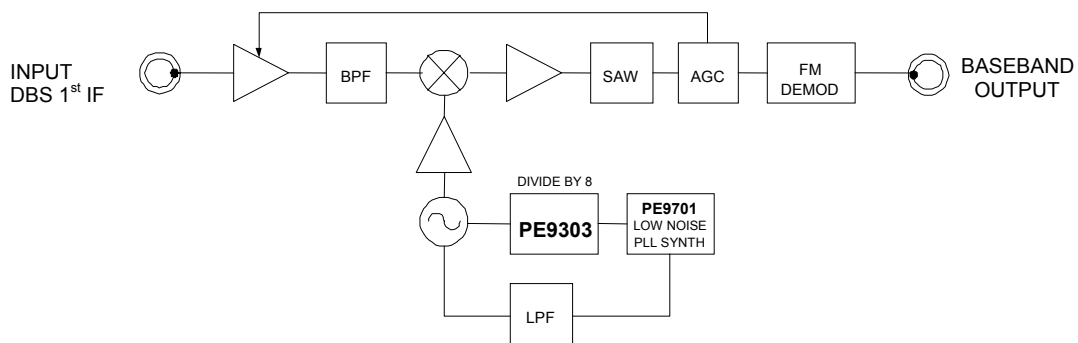 INPUT
DBS 1st IF
BPF
SAW
AGC
FM
DEMOD
BASEBAND
OUTPUT
DIVIDE BY 8
PE9303
PE9701
LOW NOISE
PLL SYNTH
LPF